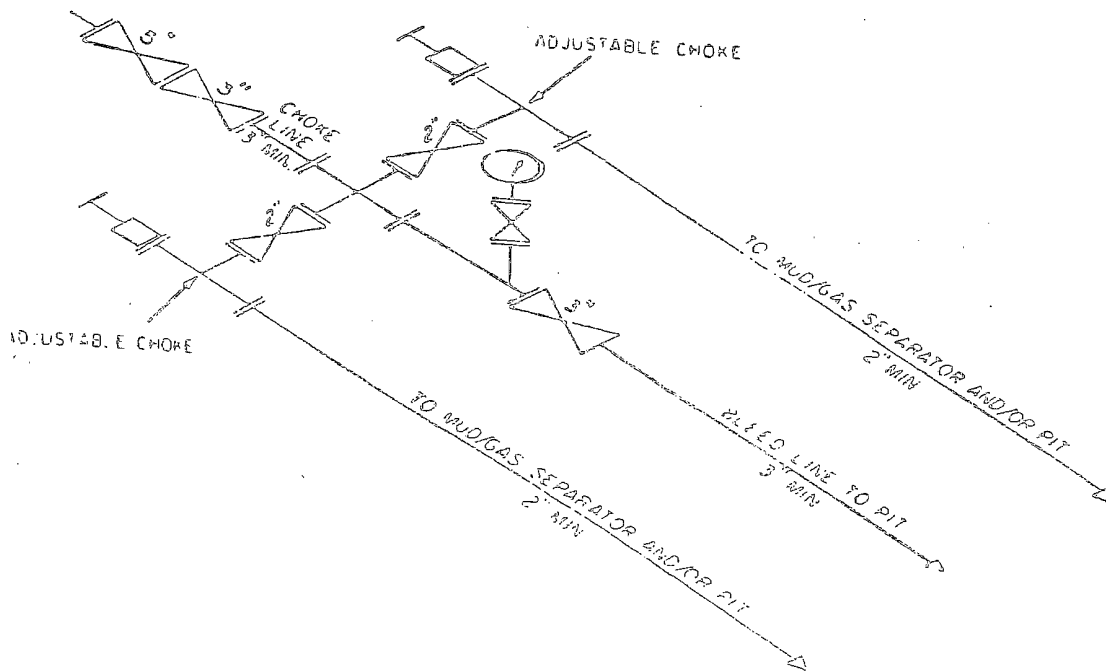 ADJUSTABLE CHOKE
3"
CHOKE
LINE
3 MIN.
2"
2"
3"
ADJUSTABLE CHOKE
TO MUD/GAS SEPARATOR AND/OR PIT
2" MIN
BLEED LINE TO PIT
3" MIN
TO MUD/GAS SEPARATOR AND/OR PIT
2" MIN